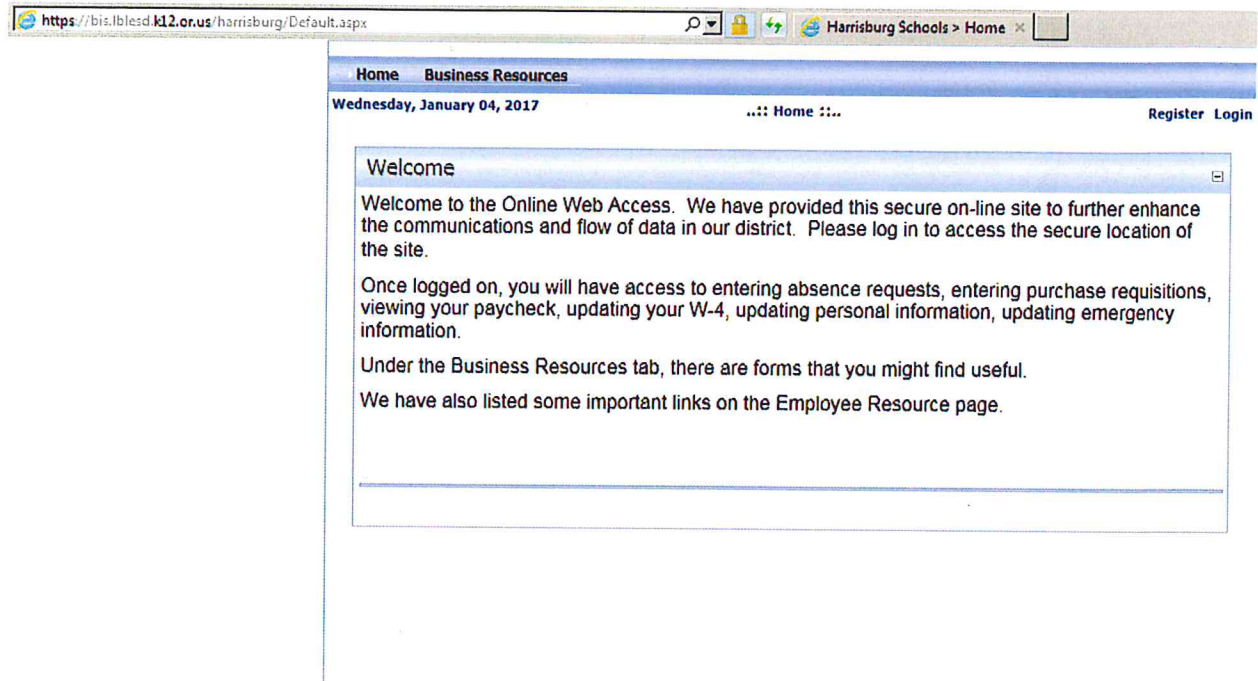 https://bis.lblesd.k12.or.us/harrisburg/Default.aspx
Harrisburg Schools > Home
Home Business Resources
Wednesday, January 04, 2017 ..:: Home ::.. Register Login
Welcome
Welcome to the Online Web Access. We have provided this secure on-line site to further enhance
the communications and flow of data in our district. Please log in to access the secure location of
the site.
Once logged on, you will have access to entering absence requests, entering purchase requisitions,
viewing your paycheck, updating your W-4, updating personal information, updating emergency
information.
Under the Business Resources tab, there are forms that you might find useful.
We have also listed some important links on the Employee Resource page.